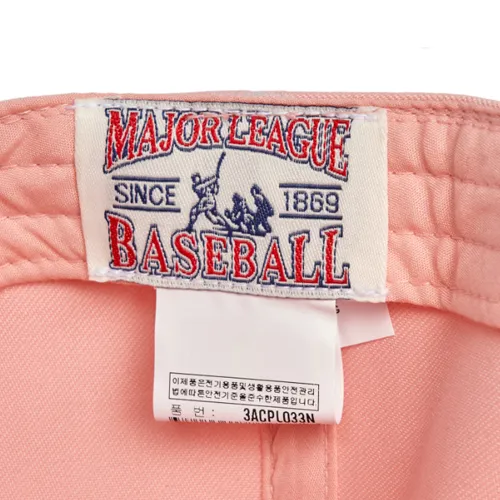 MAJOR LEAGUE
SINCE 1869
BASEBALL
이제품은전기용품및생활용품안전관리
법에따른안전기준을준수한제품입니다.
품 번: 3ACPL033N